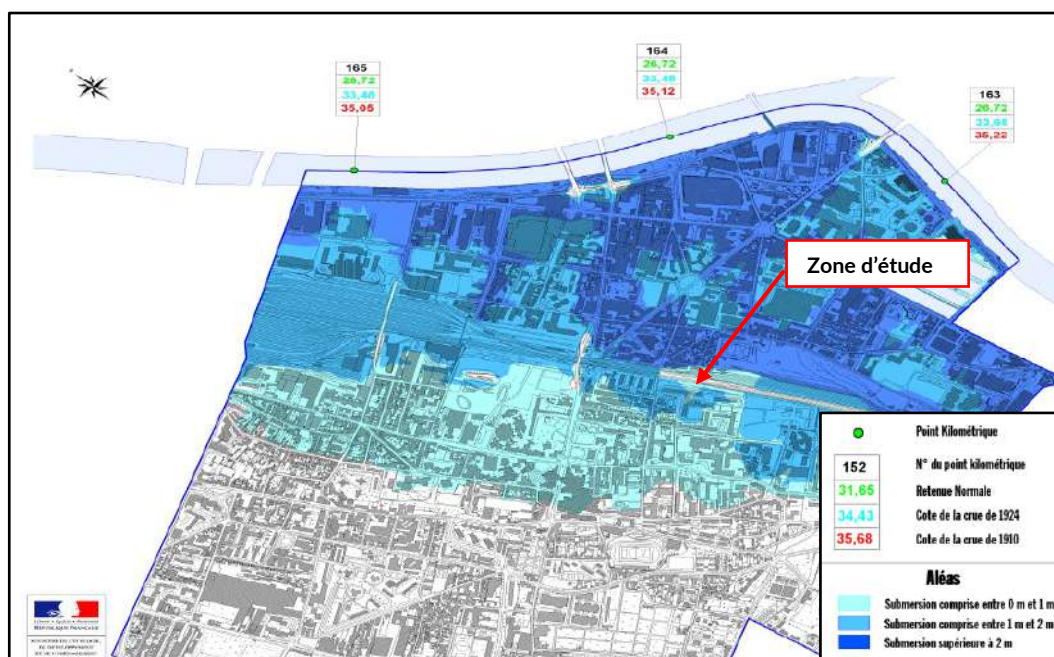 165
26,72
33,48
35,05
164
26,72
33,48
35,12
163
26,72
33,68
35,22
Zone d’étude
Point Kilométrique
152
N° du point kilométrique
31,65
Retenue Normale
34,43
Cote de la crue de 1924
35,68
Cote de la crue de 1910
Aléas
Submersion comprise entre 0 m et 1 m
Submersion comprise entre 1 m et 2 m
Submersion supérieure à 2 m
RÉPUBLIQUE FRANÇAISE